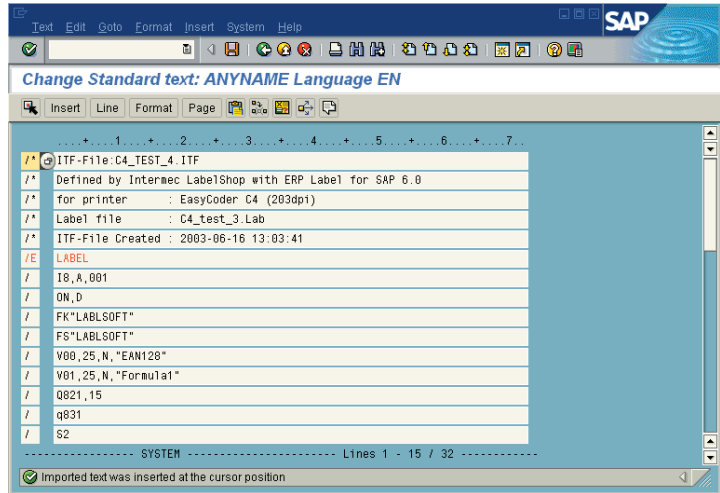 Text Edit Goto Format Insert System Help
SAP
Change Standard text: ANYNAME Language EN
Insert Line Format Page
....+....1....+....2....+....3....+....4....+....5....+....6....+....7..
/* ITF-File:C4_TEST_4.ITF
/* Defined by Intermec LabelShop with ERP Label for SAP 6.0
/* for printer : EasyCoder C4 (203dpi)
/* Label file : C4_test_3.Lab
/* ITF-File Created : 2003-06-16 13:03:41
/E LABEL
/ I8,A,001
/ ON,D
/ FK"LABLSOFT"
/ FS"LABLSOFT"
/ V00,25,N,"EAN128"
/ V01,25,N,"Formula1"
/ Q821,15
/ q831
/ S2
----------------- SYSTEM ----------------------- Lines 1 - 15 / 32 ------------
Imported text was inserted at the cursor position